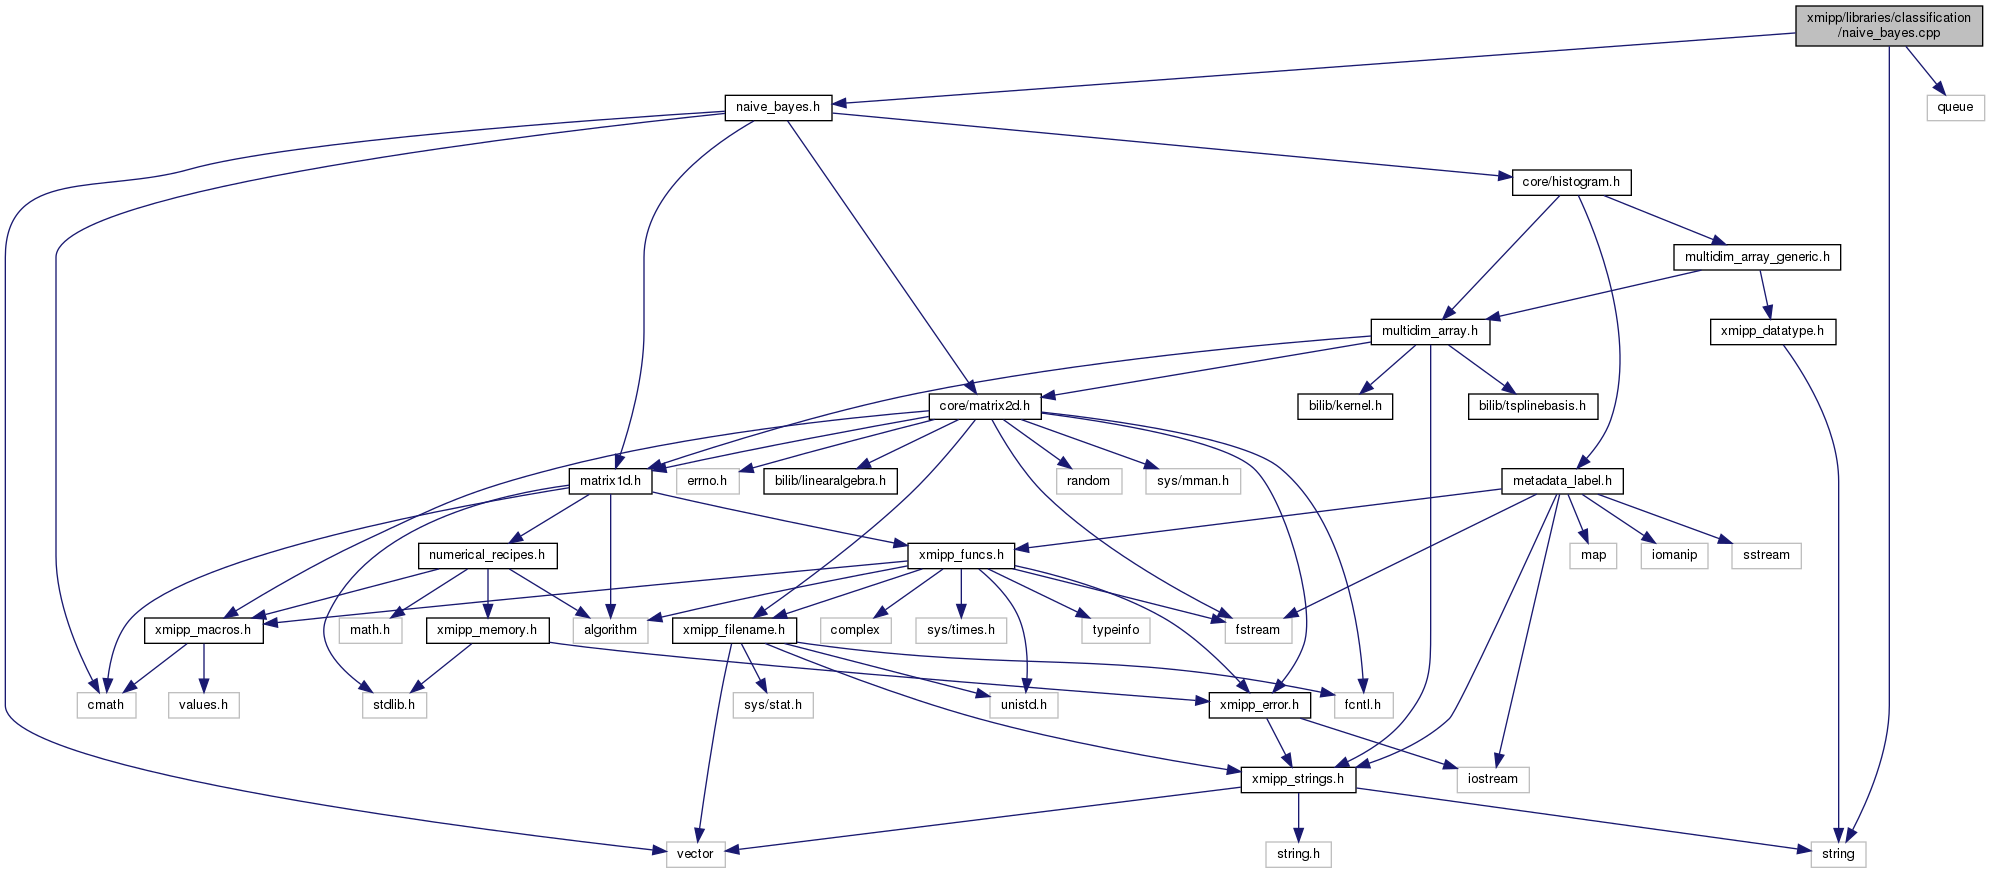 xmipp/libraries/classification
/naive_bayes.cpp
naive_bayes.h
queue
core/histogram.h
multidim_array_generic.h
multidim_array.h
xmipp_datatype.h
core/matrix2d.h
bilib/kernel.h
bilib/tsplinebasis.h
matrix1d.h
errno.h
bilib/linearalgebra.h
random
sys/mman.h
metadata_label.h
numerical_recipes.h
xmipp_funcs.h
map
iomanip
sstream
xmipp_macros.h
math.h
xmipp_memory.h
algorithm
xmipp_filename.h
complex
sys/times.h
typeinfo
fstream
cmath
values.h
stdlib.h
sys/stat.h
unistd.h
xmipp_error.h
fcntl.h
xmipp_strings.h
iostream
vector
string.h
string